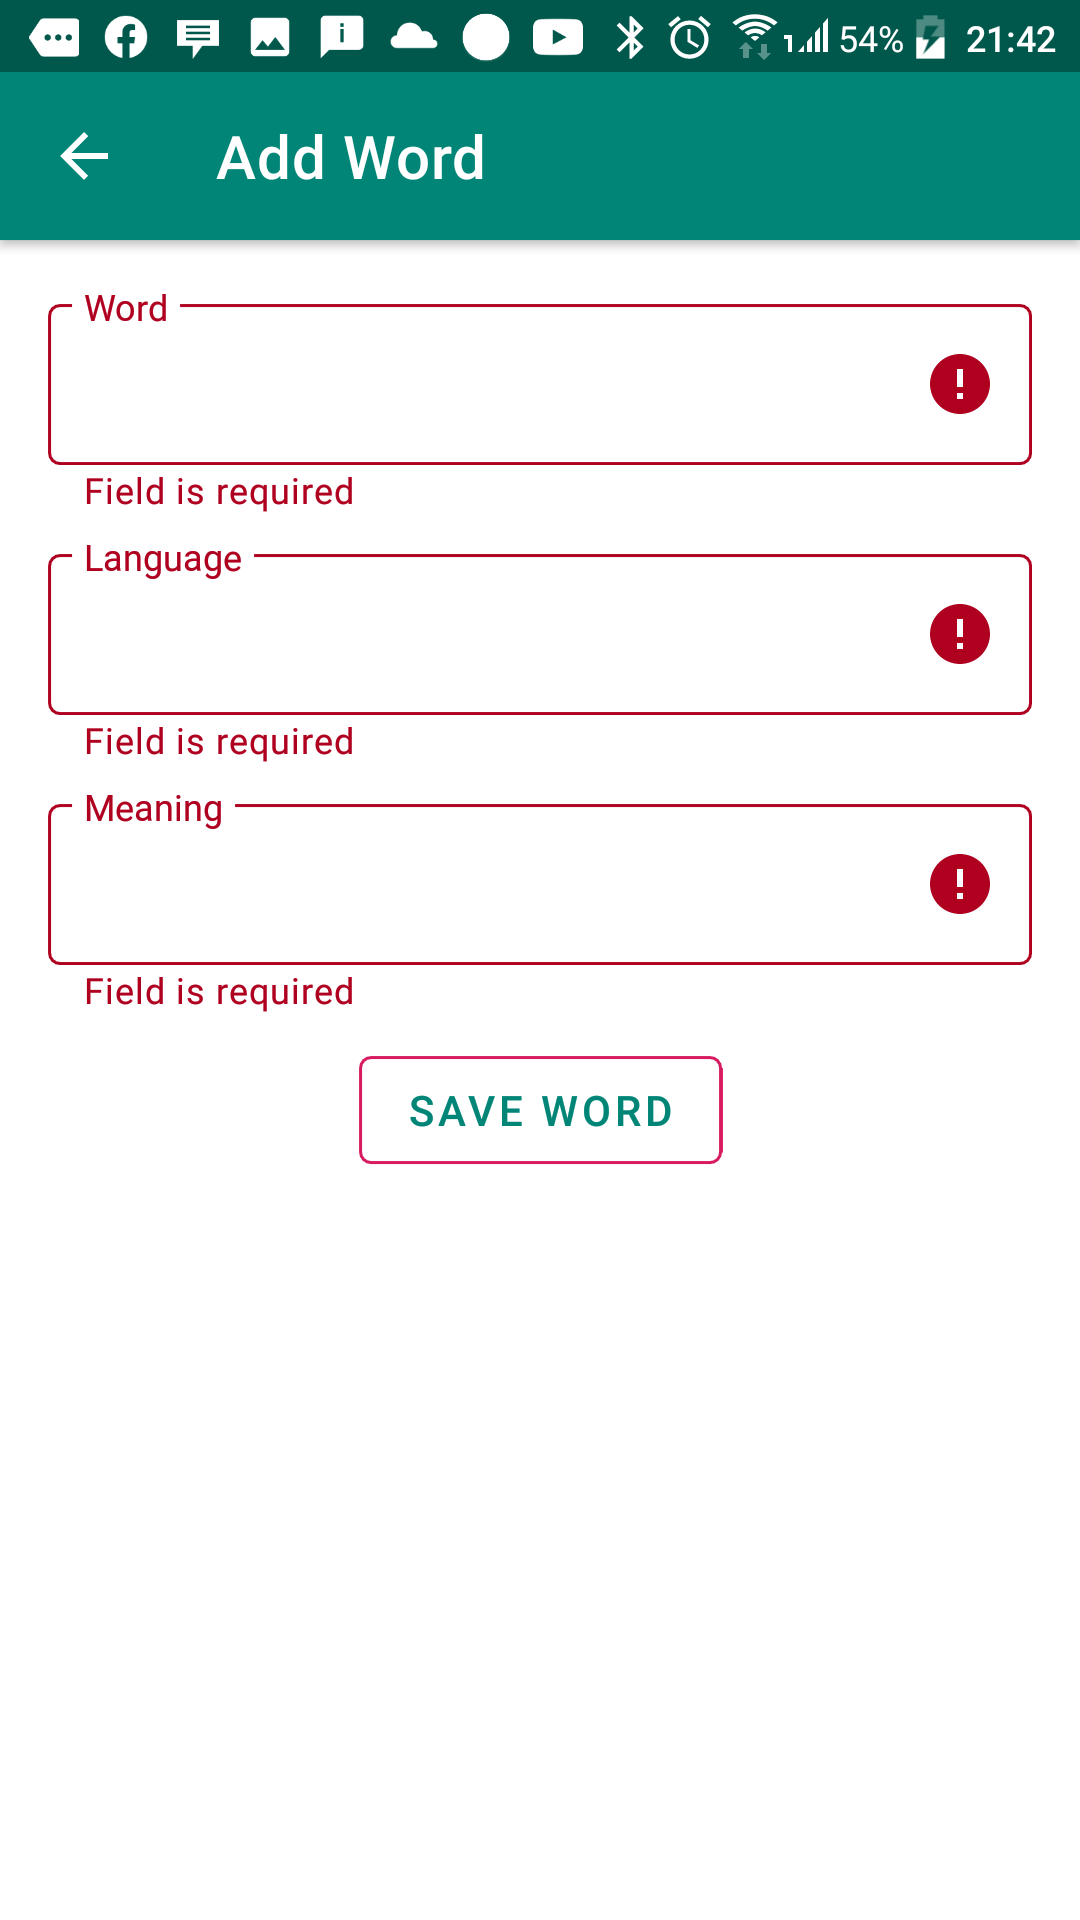 54% 21:42
Add Word
Word
Field is required
Language
Field is required
Meaning
Field is required
SAVE WORD